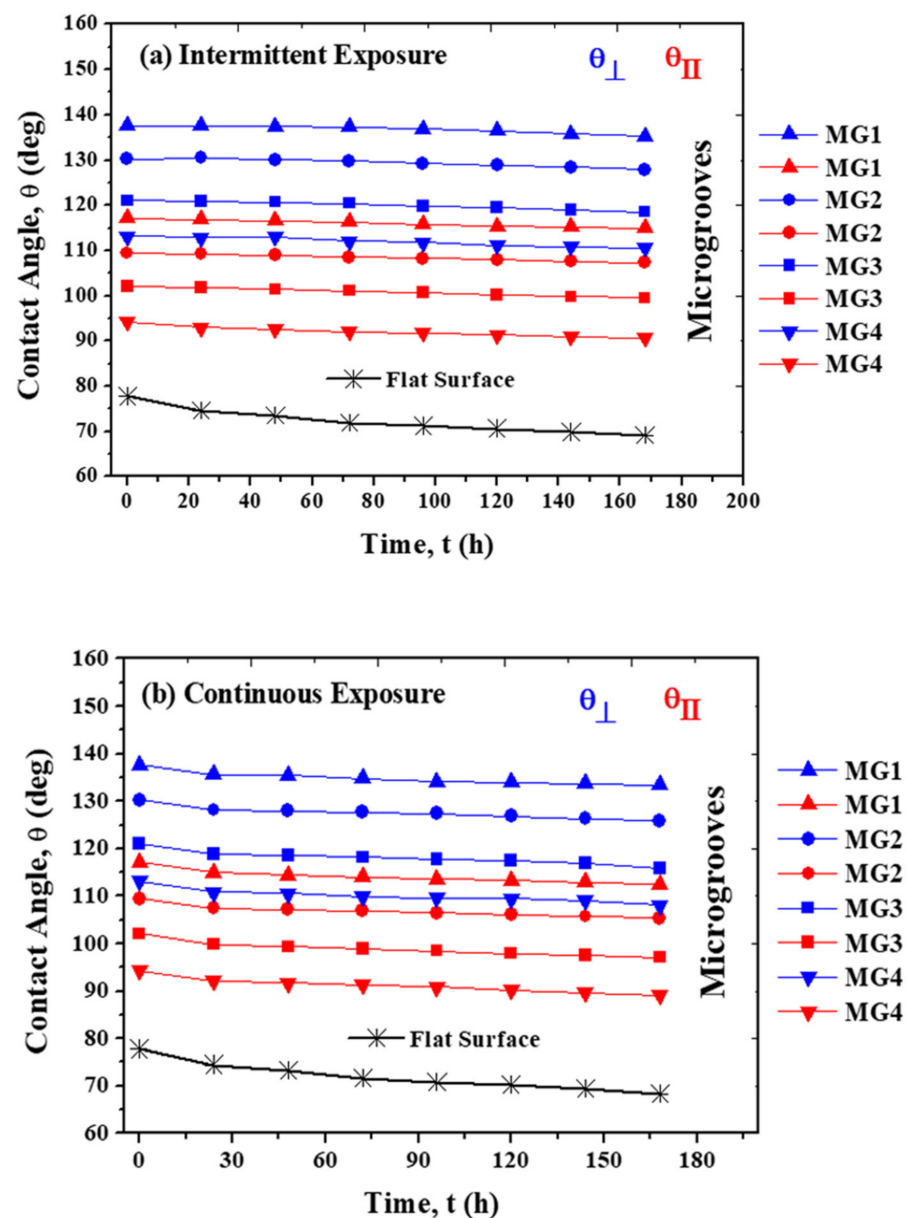 (a) Intermittent Exposure
θ⊥ θII
Contact Angle, θ (deg)
160
150
140
130
120
110
100
90
80
70
60
Flat Surface
Microgrooves
0 20 40 60 80 100 120 140 160 180 200
Time, t (h)
MG1
MG1
MG2
MG2
MG3
MG3
MG4
MG4
(b) Continuous Exposure
θ⊥ θII
Contact Angle, θ (deg)
160
150
140
130
120
110
100
90
80
70
60
Flat Surface
Microgrooves
0 30 60 90 120 150 180
Time, t (h)
MG1
MG1
MG2
MG2
MG3
MG3
MG4
MG4